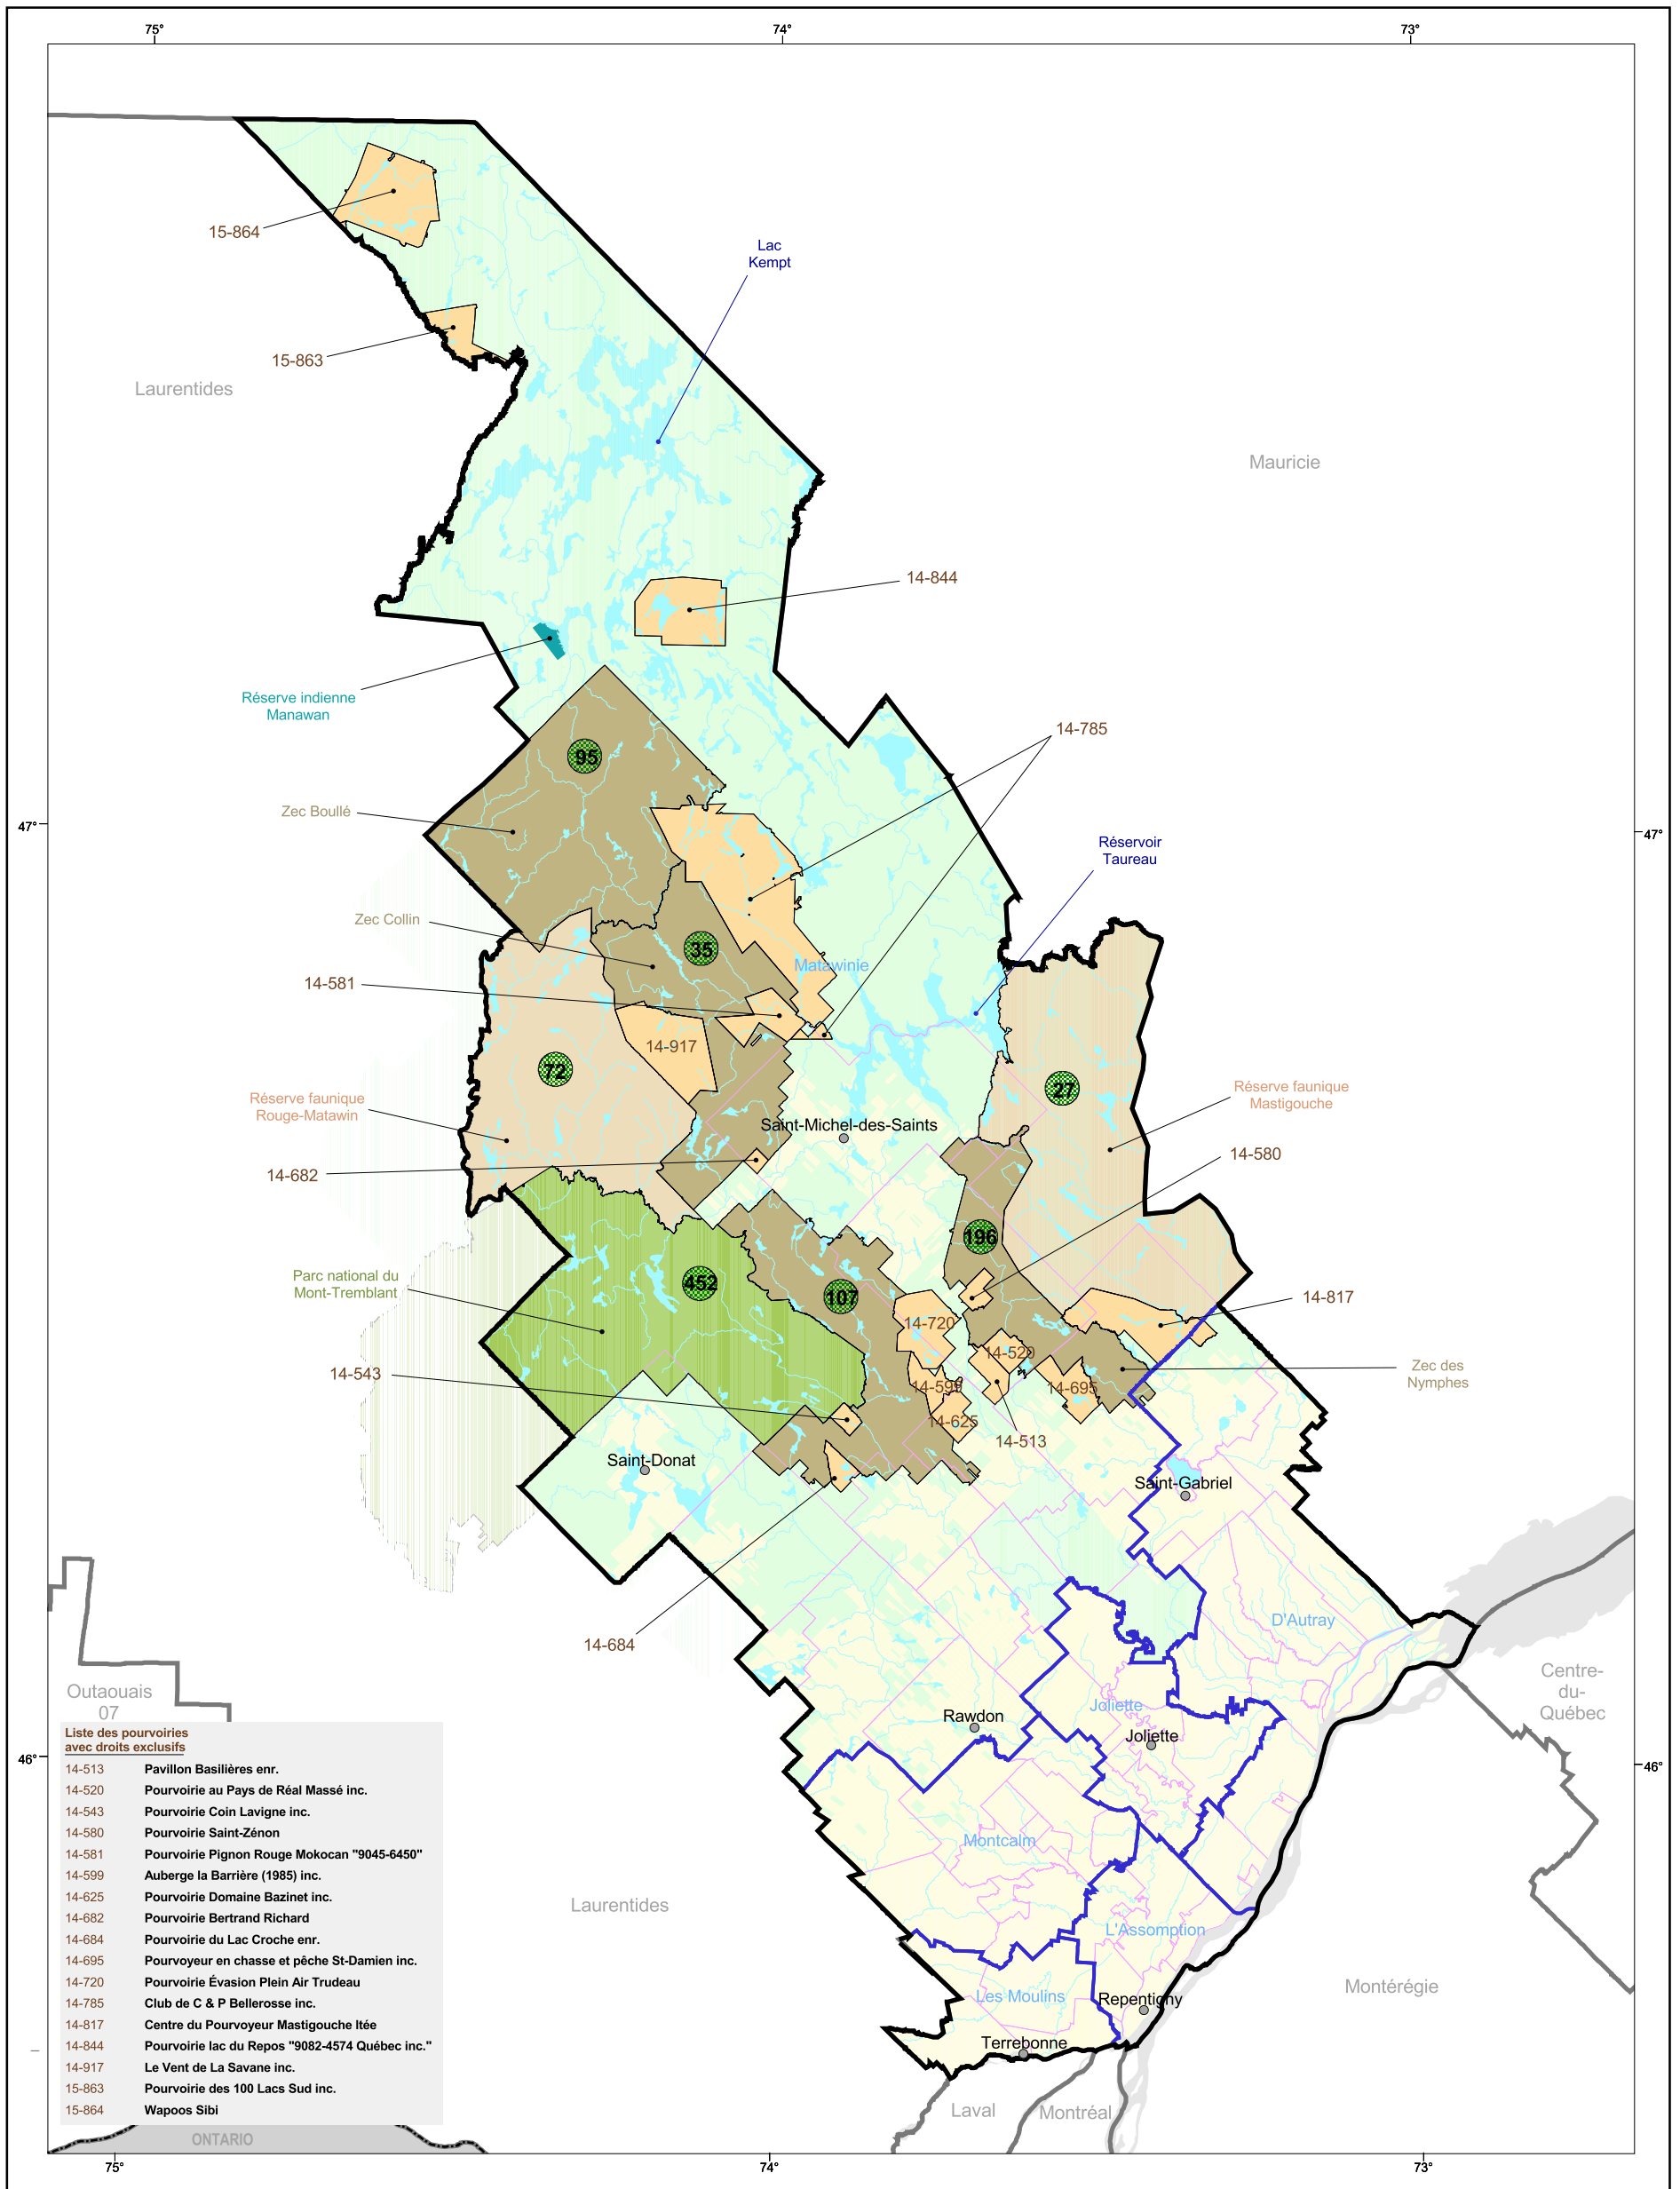 75°
74°
73°
15-864
Lac
Kempt
15-863
Laurentides
Mauricie
14-844
Réserve indienne
Manawan
14-785
95
Zec Boullé
47°
47°
Réservoir
Taureau
Zec Collin
35
Matawinie
14-581
14-917
72
27
Réserve faunique
Rouge-Matawin
Réserve faunique
Mastigouche
Saint-Michel-des-Saints
14-580
14-682
196
Parc national du
Mont-Tremblant
452
107
14-817
14-720
14-520
14-543
14-599
14-695
Zec des
Nymphes
14-625
14-513
Saint-Donat
Saint-Gabriel
14-684
D'Autray
Outaouais
07
Centre-
du-
Québec
Joliette
Rawdon
Joliette
46°
46°
Liste des pourvoiries
avec droits exclusifs
14-513 Pavillon Basilières enr.
14-520 Pourvoirie au Pays de Réal Massé inc.
14-543 Pourvoirie Coin Lavigne inc.
14-580 Pourvoirie Saint-Zénon
14-581 Pourvoirie Pignon Rouge Mokocan "9045-6450"
14-599 Auberge la Barrière (1985) inc.
14-625 Pourvoirie Domaine Bazinet inc.
14-682 Pourvoirie Bertrand Richard
14-684 Pourvoirie du Lac Croche enr.
14-695 Pourvoyeur en chasse et pêche St-Damien inc.
14-720 Pourvoirie Évasion Plein Air Trudeau
14-785 Club de C & P Bellerosse inc.
14-817 Centre du Pourvoyeur Mastigouche ltée
14-844 Pourvoirie lac du Repos "9082-4574 Québec inc."
14-917 Le Vent de La Savane inc.
15-863 Pourvoirie des 100 Lacs Sud inc.
15-864 Wapoos Sibi
Montcalm
Laurentides
L'Assomption
Montérégie
Les Moulins
Repentigny
Terrebonne
Laval
Montréal
ONTARIO
75°
74°
73°